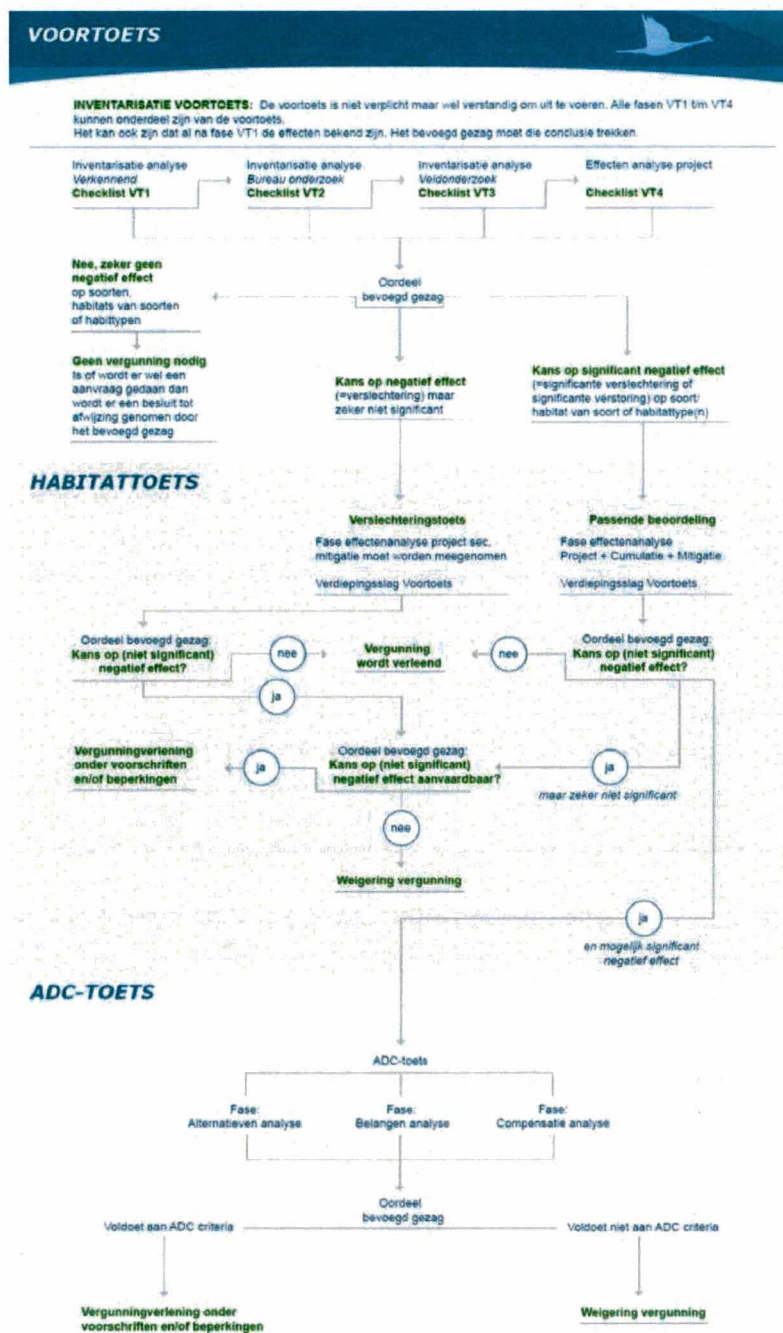 VOORTOETS
INVENTARISATIE VOORTOETS: De voortoets is niet verplicht maar wel verstandig om uit te voeren. Alle fasen VT1 t/m VT4
kunnen onderdeel zijn van de voortoets.
Het kan ook zijn dat al na fase VT1 de effecten bekend zijn. Het bevoegd gezag moet die conclusie trekken.
Inventarisatie analyse
Verkennend
Checklist VT1
Inventarisatie analyse
Bureau onderzoek
Checklist VT2
Inventarisatie analyse
Veldonderzoek
Checklist VT3
Effecten analyse project
Checklist VT4
Nee, zeker geen
negatief effect
op soorten,
habitats van soorten
of habittypen
Oordeel
bevoegd gezag
Geen vergunning nodig
Is of wordt er wel een
aanvraag gedaan dan
wordt er een besluit tot
afwijzing genomen door
het bevoegd gezag
Kans op negatief effect
(=verslechtering) maar
zeker niet significant
Kans op significant negatief effect
(=significante verslechtering of
significante verstoring) op soort/
habitat van soort of habitattype(n)
HABITATTOETS
Verslechteringstoets
Fase effectenanalyse project sec,
mitigatie moet worden meegenomen
Verdiepingsslag Voortoets
Passende beoordeling
Fase effectenanalyse
Project + Cumulatie + Mitigatie
Verdiepingsslag Voortoets
Oordeel bevoegd gezag:
Kans op (niet significant)
negatief effect?
nee
Vergunning
wordt verleend
nee
Oordeel bevoegd gezag:
Kans op (niet significant)
negatief effect?
ja
Vergunningverlening
onder voorschriften
en/of beperkingen
ja
Oordeel bevoegd gezag:
Kans op (niet significant)
negatief effect aanvaardbaar?
ja
maar zeker niet significant
nee
Weigering vergunning
ja
en mogelijk significant
negatief effect
ADC-TOETS
ADC-toets
Fase:
Alternatieven analyse
Fase:
Belangen analyse
Fase:
Compensatie analyse
Oordeel
bevoegd gezag
Voldoet aan ADC criteria
Voldoet niet aan ADC criteria
Vergunningverlening onder
voorschriften en/of beperkingen
Weigering vergunning